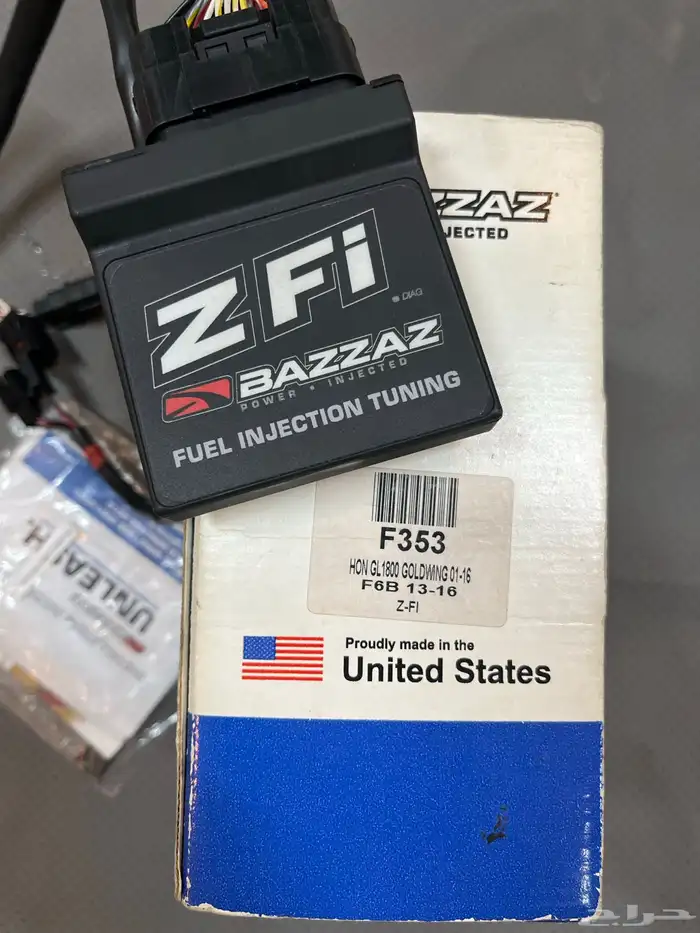 ZFi
DIAG
BAZZAZ
POWER • INJECTED
FUEL INJECTION TUNING
ZZAZ
JECTED
F353
HON GL1800 GOLDWING 01-16
F6B 13-16
Z-FI
Proudly made in the
United States
UNLEA H.
حراج